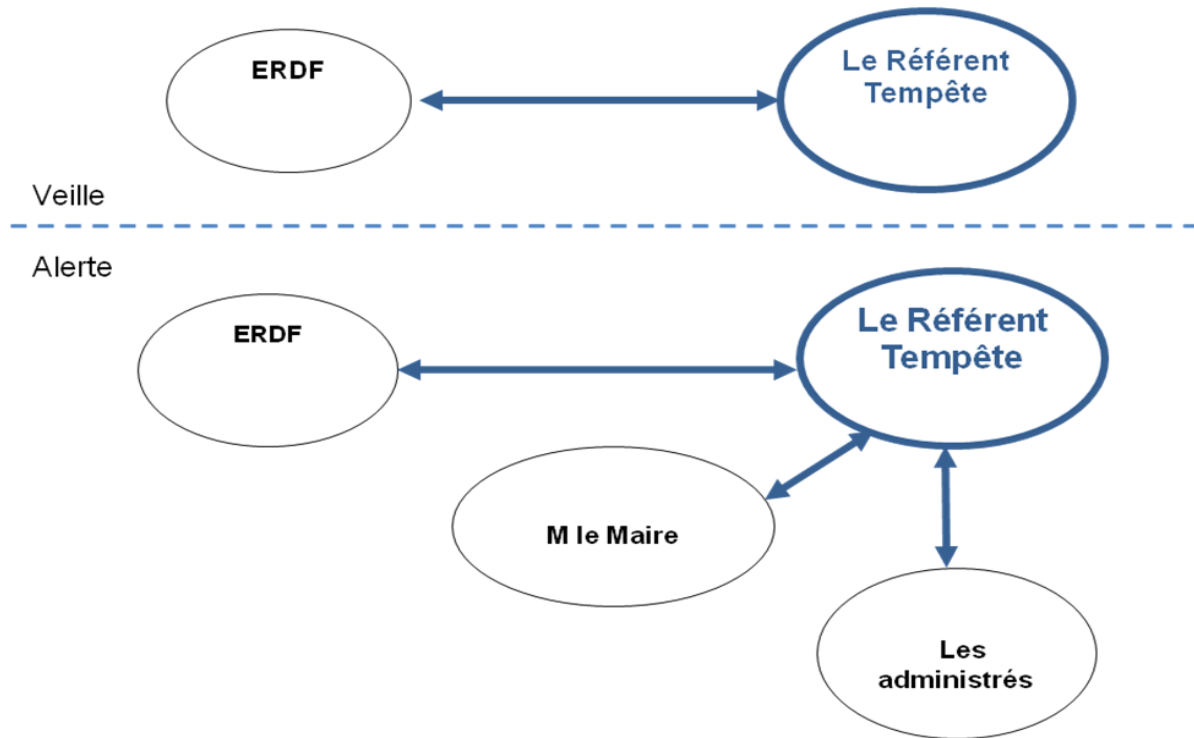 ERDF
Le Référent
Tempête
Veille
Alerte
ERDF
Le Référent
Tempête
M le Maire
Les
administrés